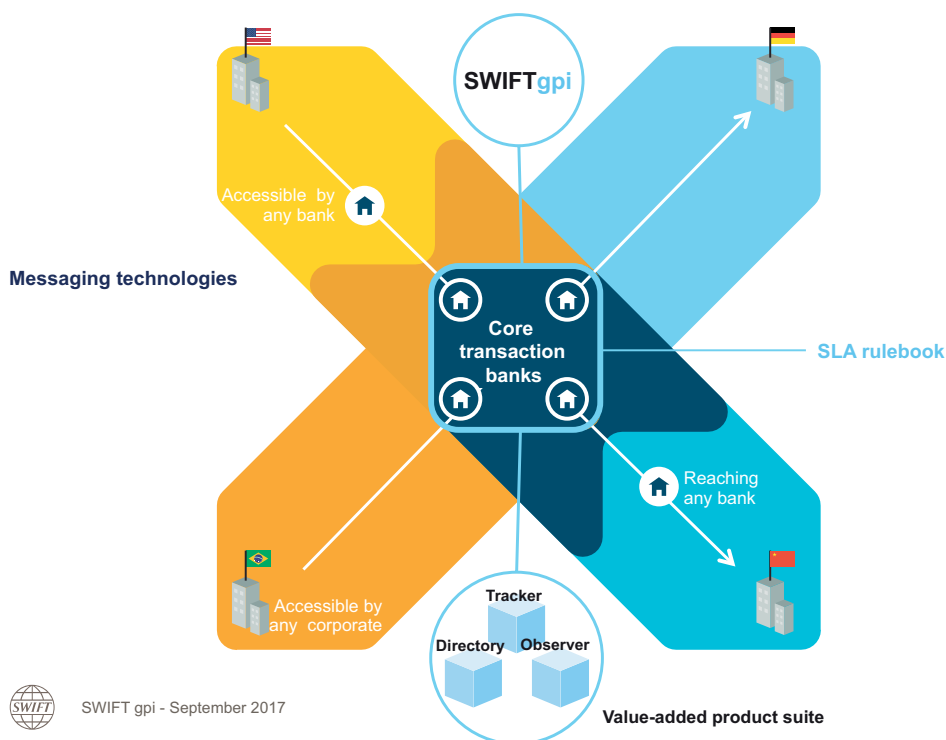 SWIFTgpi
Accessible by
any bank
Messaging technologies
Core
transaction
banks
SLA rulebook
Reaching
any bank
Accessible by
any corporate
Tracker
Directory
Observer
Value-added product suite
SWIFT
SWIFT gpi - September 2017